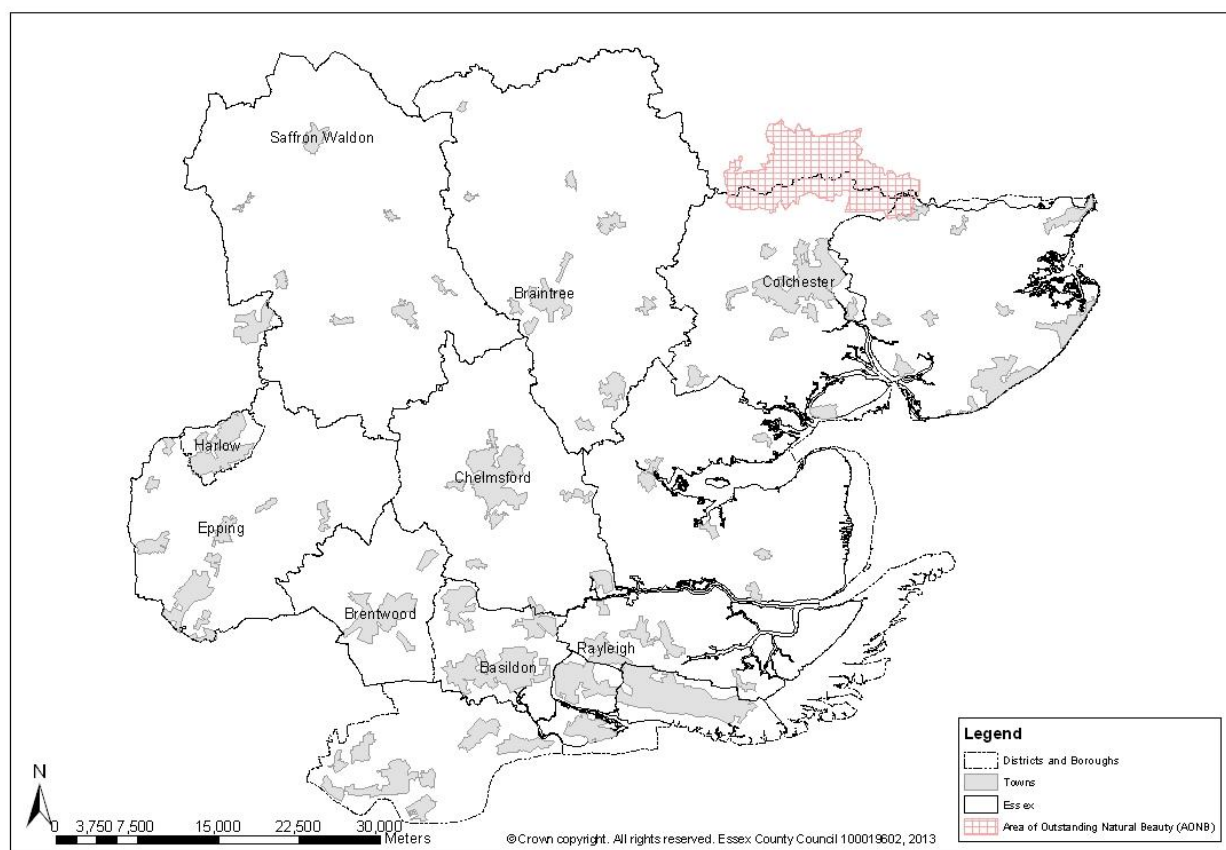 Saffron Waldon
Braintree
Colchester
Harlow
Chelmsford
Epping
Brentwood
Rayleigh
Basildon
Legend
Districts and Boroughs
Towns
Essex
Area of Outstanding Natural Beauty (AONB)
N
0 3,750 7,500 15,000 22,500 30,000
Meters
©Crown copyright. All rights reserved. Essex County Council 100019602, 2013